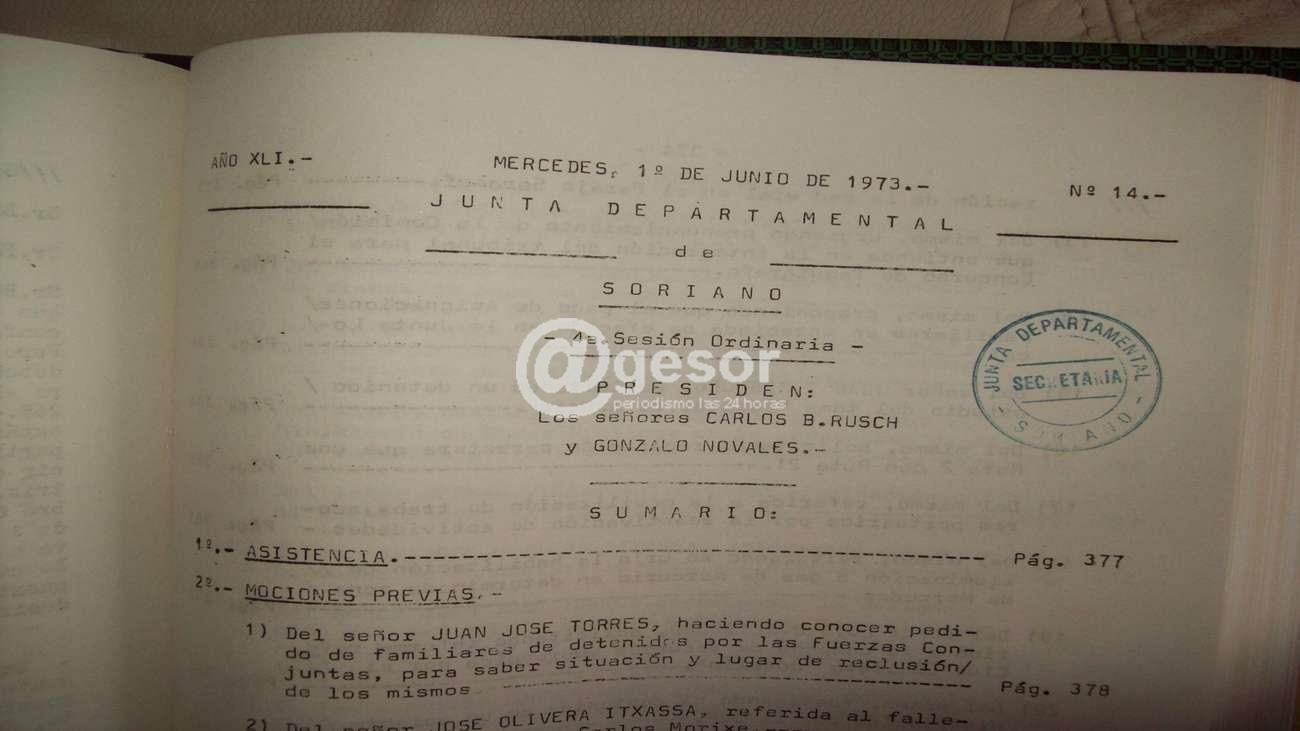 AÑO XLI.-
MERCEDES, 1º DE JUNIO DE 1973.-
Nº 14.-
JUNTA DEPARTAMENTAL
de
SORIANO
- 4a.Sesión Ordinaria -
PRESIDEN:
Los señores CARLOS B.RUSCH
y GONZALO NOVALES.-
SUMARIO:
1º.- ASISTENCIA.- Pág. 377
2º.- MOCIONES PREVIAS.-
1) Del señor JUAN JOSE TORRES, haciendo conocer pedi-
do de familiares de detenidos por las Fuerzas Con-
juntas, para saber situación y lugar de reclusión/
de los mismos Pág. 378
2) Del señor JOSE OLIVERA ITXASSA, referida al falle-
Carlos Morixe
JUNTA DEPARTAMENTAL
SECRETARIA
- SORIANO -
@gesor
periodismo las 24 horas